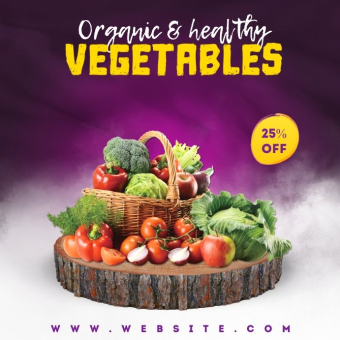 Organic & healthy
VEGETABLES
25%
OFF
WWW.WEBSITE.COM